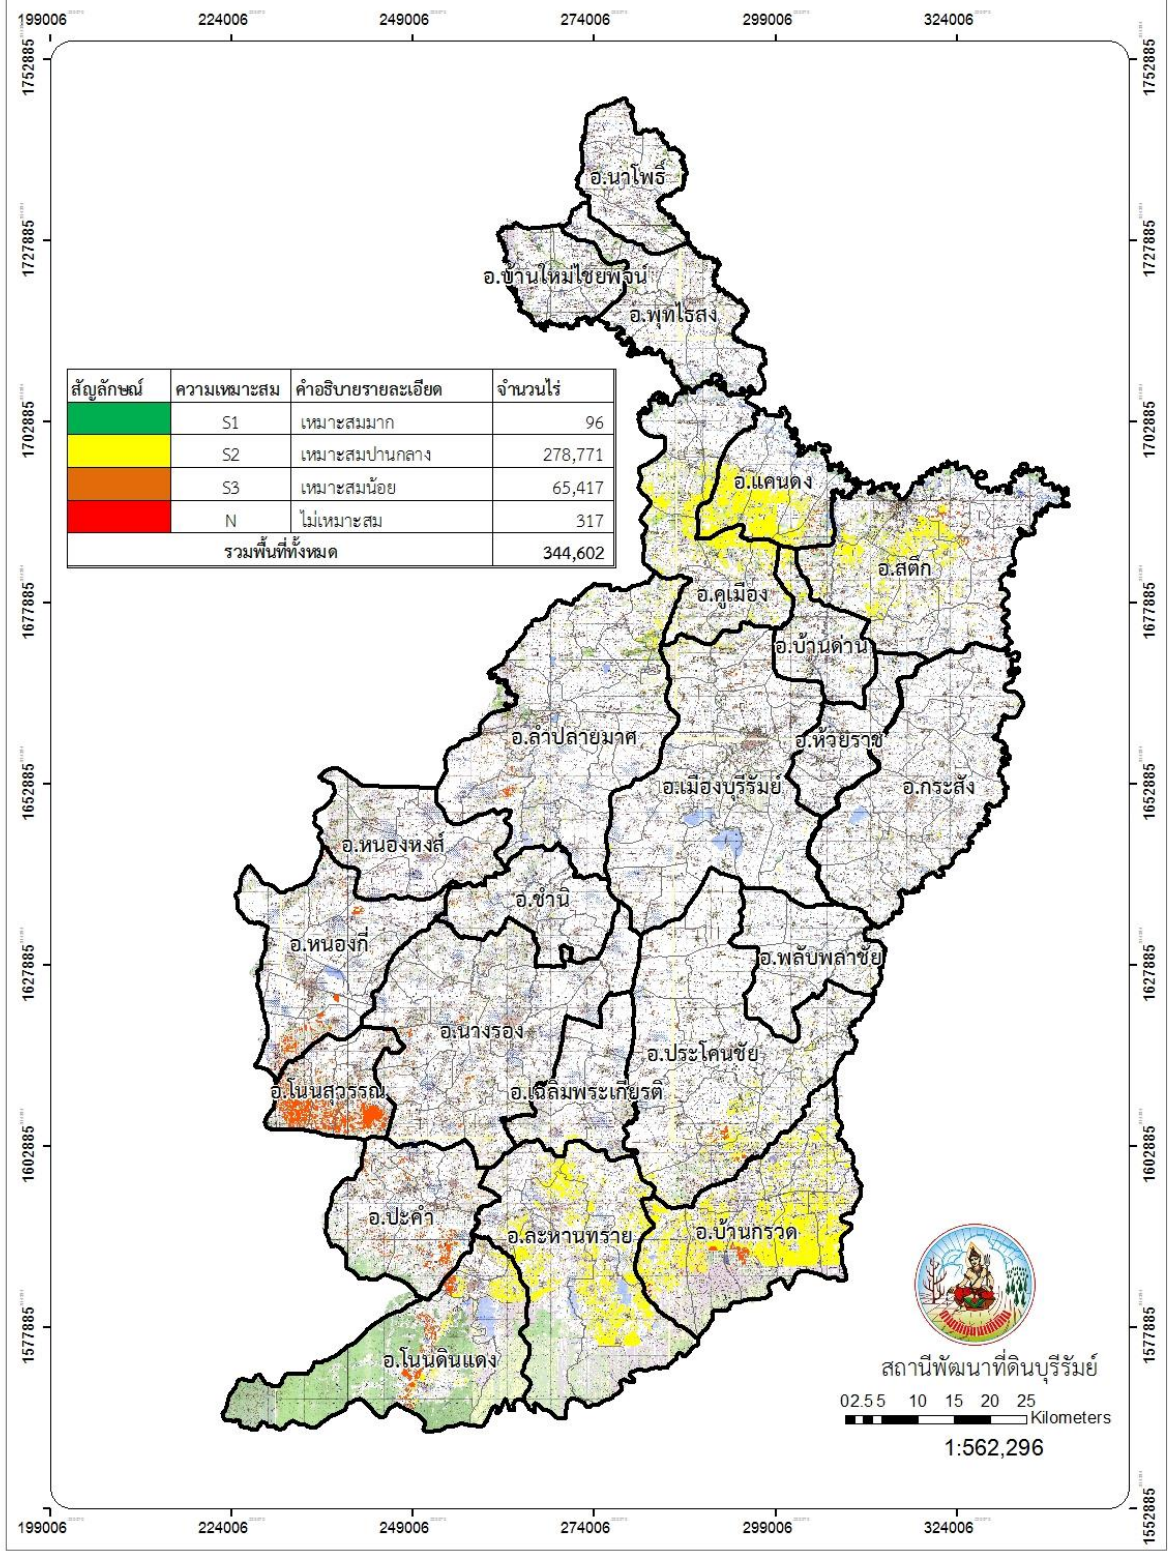 199006 224006 249006 274006 299006 324006
1752885 1752885
1727885 1727885
1702885 1702885
1677885 1677885
1652885 1652885
1627885 1627885
1602885 1602885
1577885 1577885
1552885 1552885
อ.นาโพธิ์
อ.บ้านใหม่ไชยพจน์
อ.พุทไธสง
สัญลักษณ์ ความเหมาะสม คำอธิบายรายละเอียด จำนวนไร่
S1 เหมาะสมมาก 96
S2 เหมาะสมปานกลาง 278,771
S3 เหมาะสมน้อย 65,417
N ไม่เหมาะสม 317
รวมพื้นที่ทั้งหมด 344,602
อ.แคนดง
อ.สตึก
อ.คูเมือง
อ.บ้านด่าน
อ.ลำปลายมาศ
อ.ห้วยราช
อ.เมืองบุรีรัมย์
อ.กระสัง
อ.หนองหงส์
อ.ชำนิ
อ.หนองกี่
อ.พลับพลาชัย
อ.นางรอง
อ.ประโคนชัย
อ.โนนสุวรรณ
อ.เฉลิมพระเกียรติ
อ.ปะคำ
อ.ละหานทราย
อ.บ้านกรวด
อ.โนนดินแดง
สถานีพัฒนาที่ดินบุรีรัมย์
0 2.5 5 10 15 20 25
Kilometers
1:562,296
199006 224006 249006 274006 299006 324006